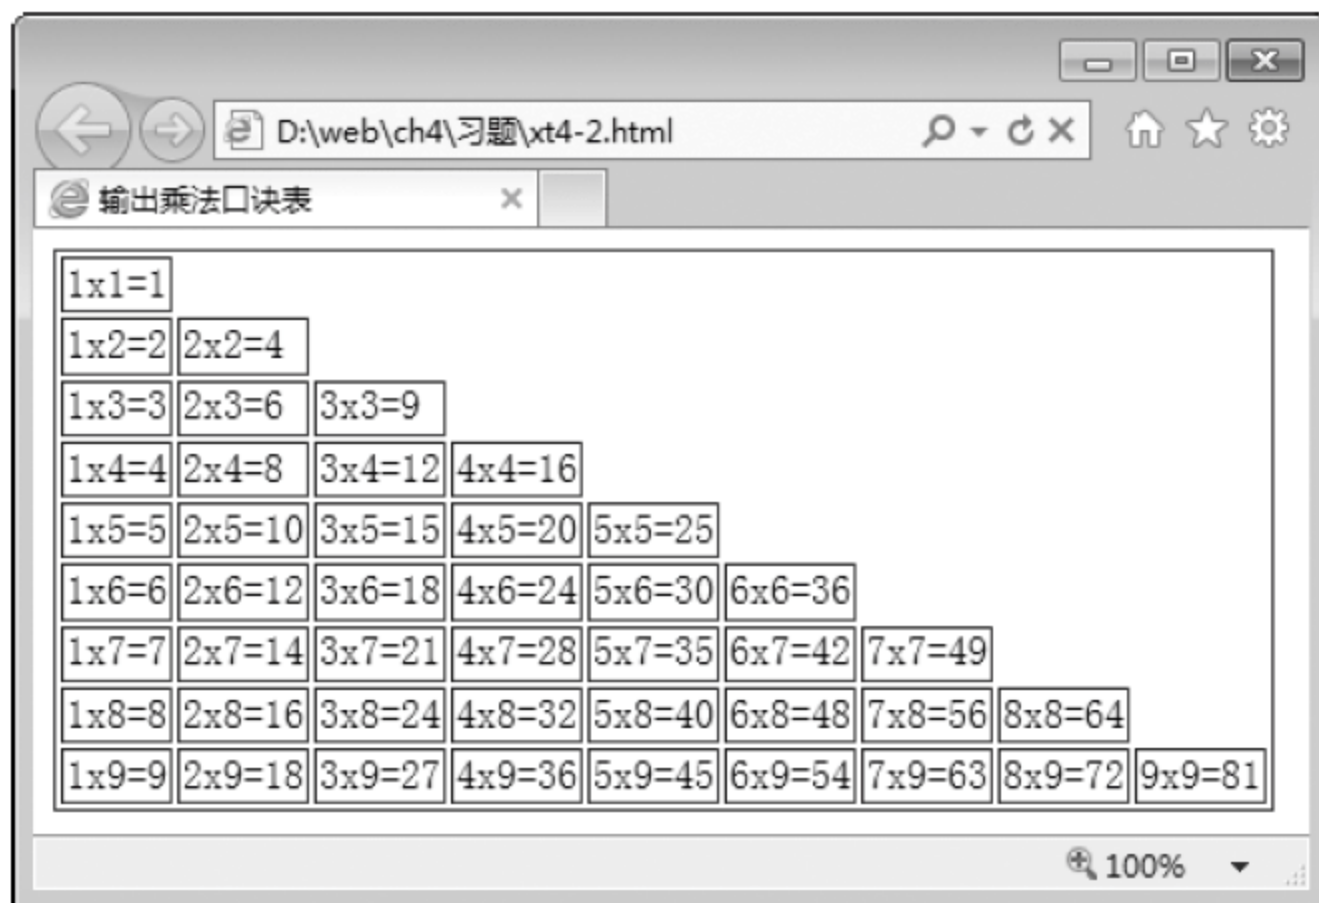 D:\web\ch4\习题\xt4-2.html
输出乘法口诀表
1x1=1
1x2=2 2x2=4
1x3=3 2x3=6 3x3=9
1x4=4 2x4=8 3x4=12 4x4=16
1x5=5 2x5=10 3x5=15 4x5=20 5x5=25
1x6=6 2x6=12 3x6=18 4x6=24 5x6=30 6x6=36
1x7=7 2x7=14 3x7=21 4x7=28 5x7=35 6x7=42 7x7=49
1x8=8 2x8=16 3x8=24 4x8=32 5x8=40 6x8=48 7x8=56 8x8=64
1x9=9 2x9=18 3x9=27 4x9=36 5x9=45 6x9=54 7x9=63 8x9=72 9x9=81
100%